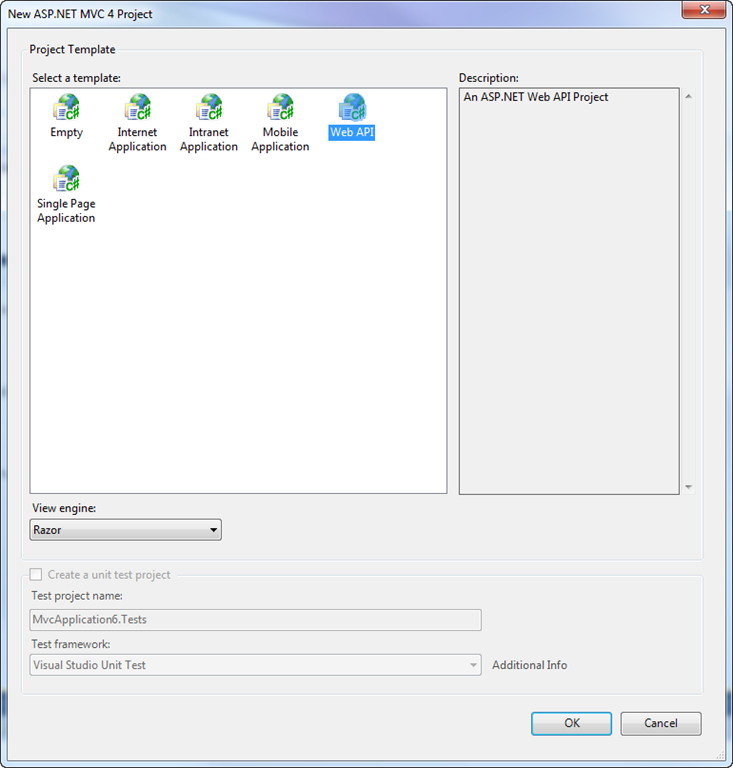 New ASP.NET MVC 4 Project
Project Template
Select a template:
Description:
Empty
Internet Application
Intranet Application
Mobile Application
Web API
Single Page Application
An ASP.NET Web API Project
View engine:
Razor
Create a unit test project
Test project name:
MvcApplication6.Tests
Test framework:
Visual Studio Unit Test
Additional Info
OK
Cancel